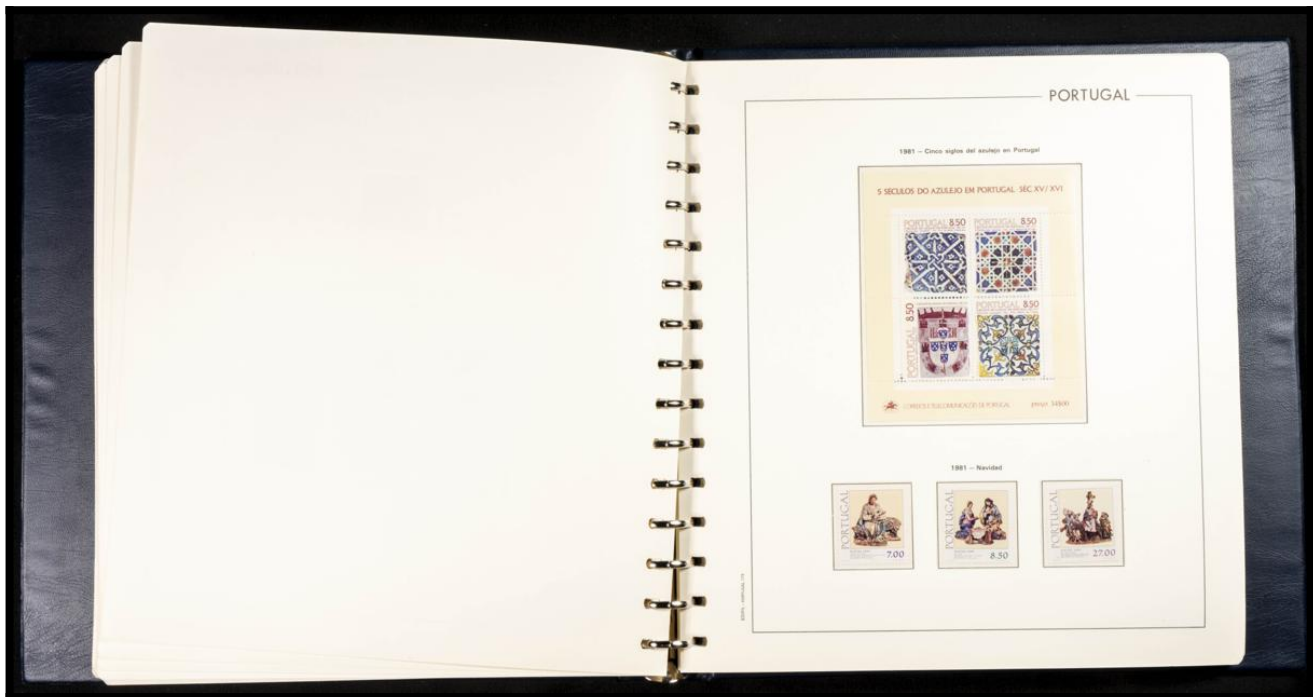 PORTUGAL
1981 – Cinco siglos del azulejo en Portugal
5 SÉCULOS DO AZULEJO EM PORTUGAL SÉC. XV/XVI
PORTUGAL 8.50
PORTUGAL 8.50
PORTUGAL 8.50
PORTUGAL 8.50
CORREIOS E TELECOMUNICAÇÕES DE PORTUGAL
1981 – Navidad
PORTUGAL
7.00
PORTUGAL
8.50
PORTUGAL
27.00